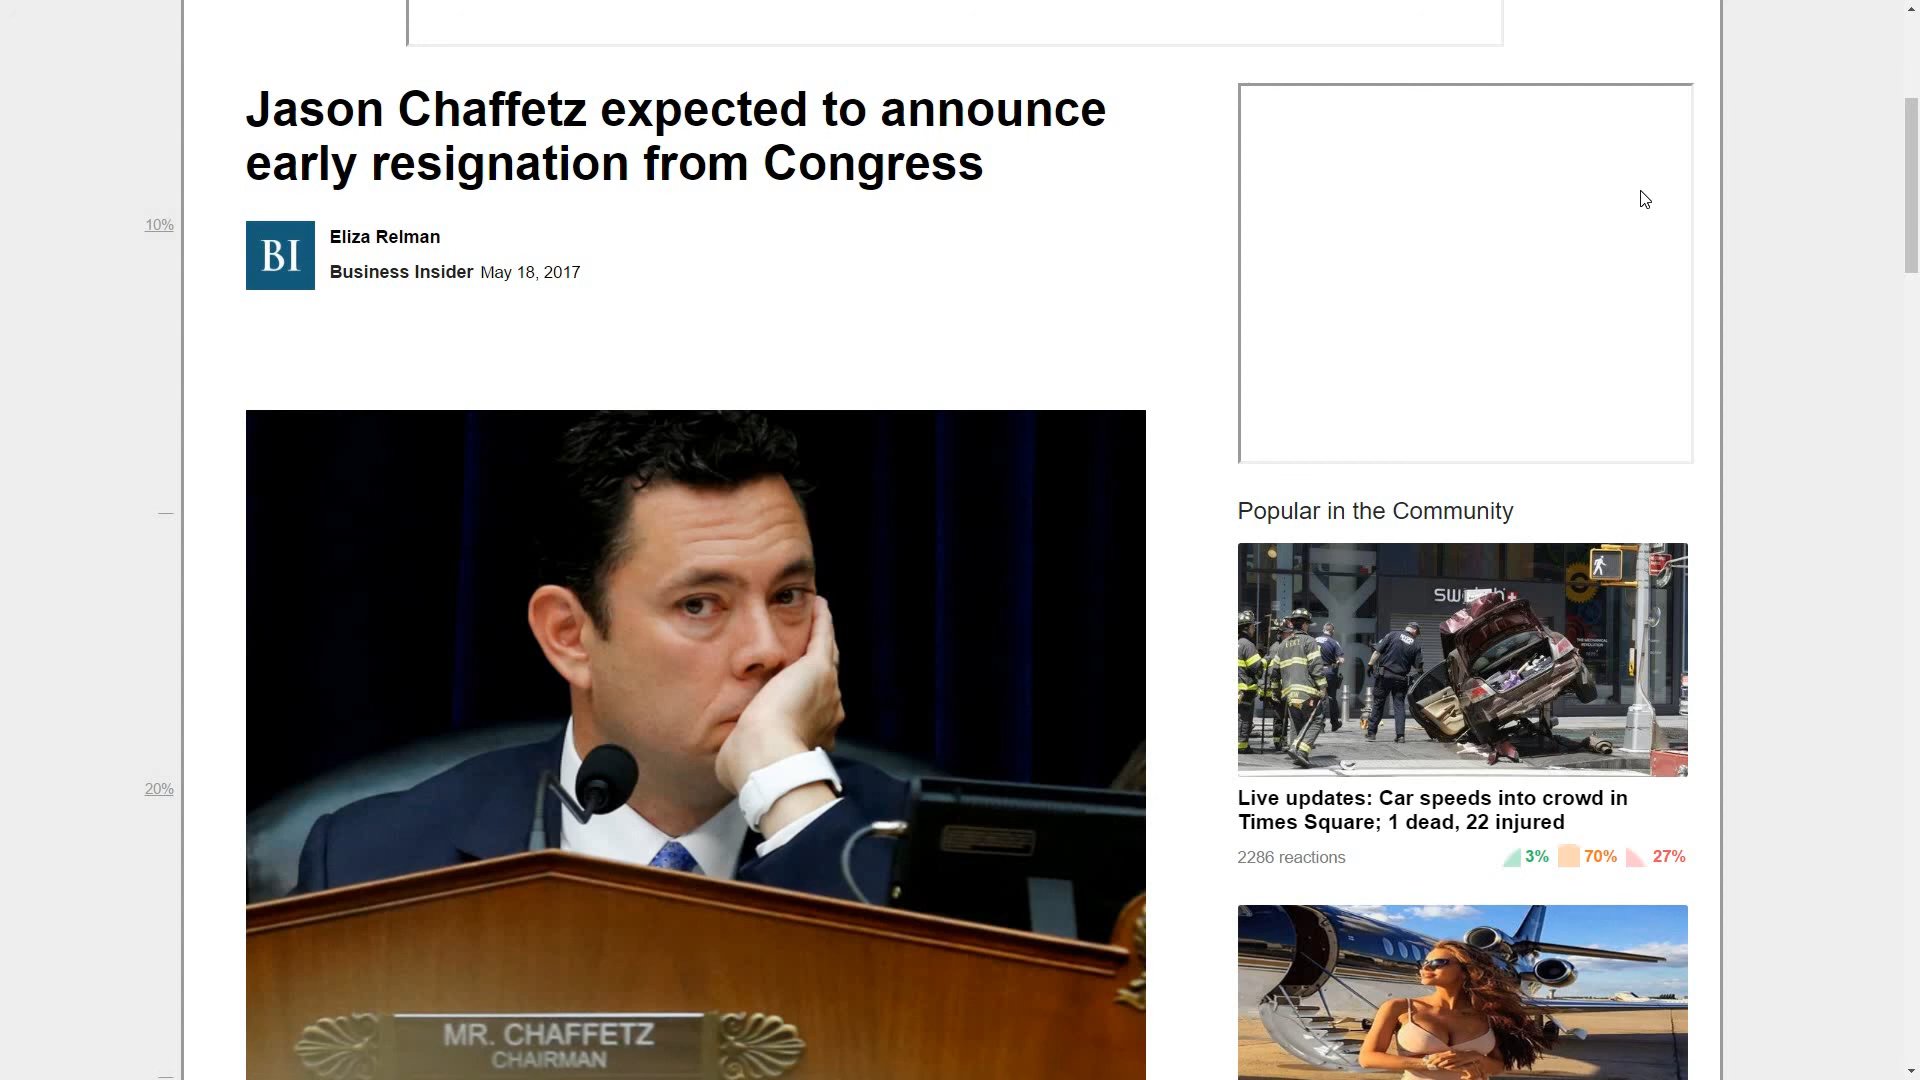 Jason Chaffetz expected to announce
early resignation from Congress
10%
BI
Eliza Relman
Business Insider May 18, 2017
MR. CHAFFETZ
CHAIRMAN
20%
Popular in the Community
Live updates: Car speeds into crowd in
Times Square; 1 dead, 22 injured
2286 reactions 3% 70% 27%